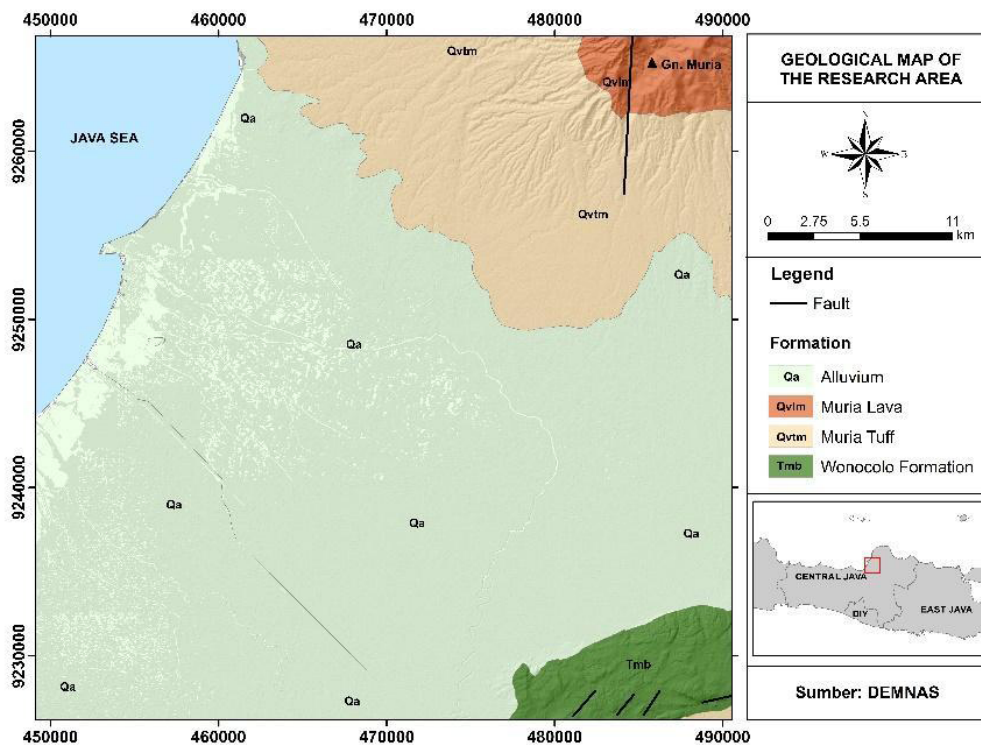 450000 460000 470000 480000 490000
GEOLOGICAL MAP OF
THE RESEARCH AREA
N
W E
S
0 2.75 5.5 11
km
Legend
Fault
Formation
Qa Alluvium
Qvlm Muria Lava
Qvtm Muria Tuff
Tmb Wonocolo Formation
CENTRAL JAVA
DIY
EAST JAVA
Sumber: DEMNAS
9260000
9250000
9240000
9230000
Qvtm
Gn. Muria
Qvlm
Qa
JAVA SEA
Qvtm
Qa
Qa
Qa
Qa
Qa
Tmb
Qa
Qa
450000 460000 470000 480000 490000